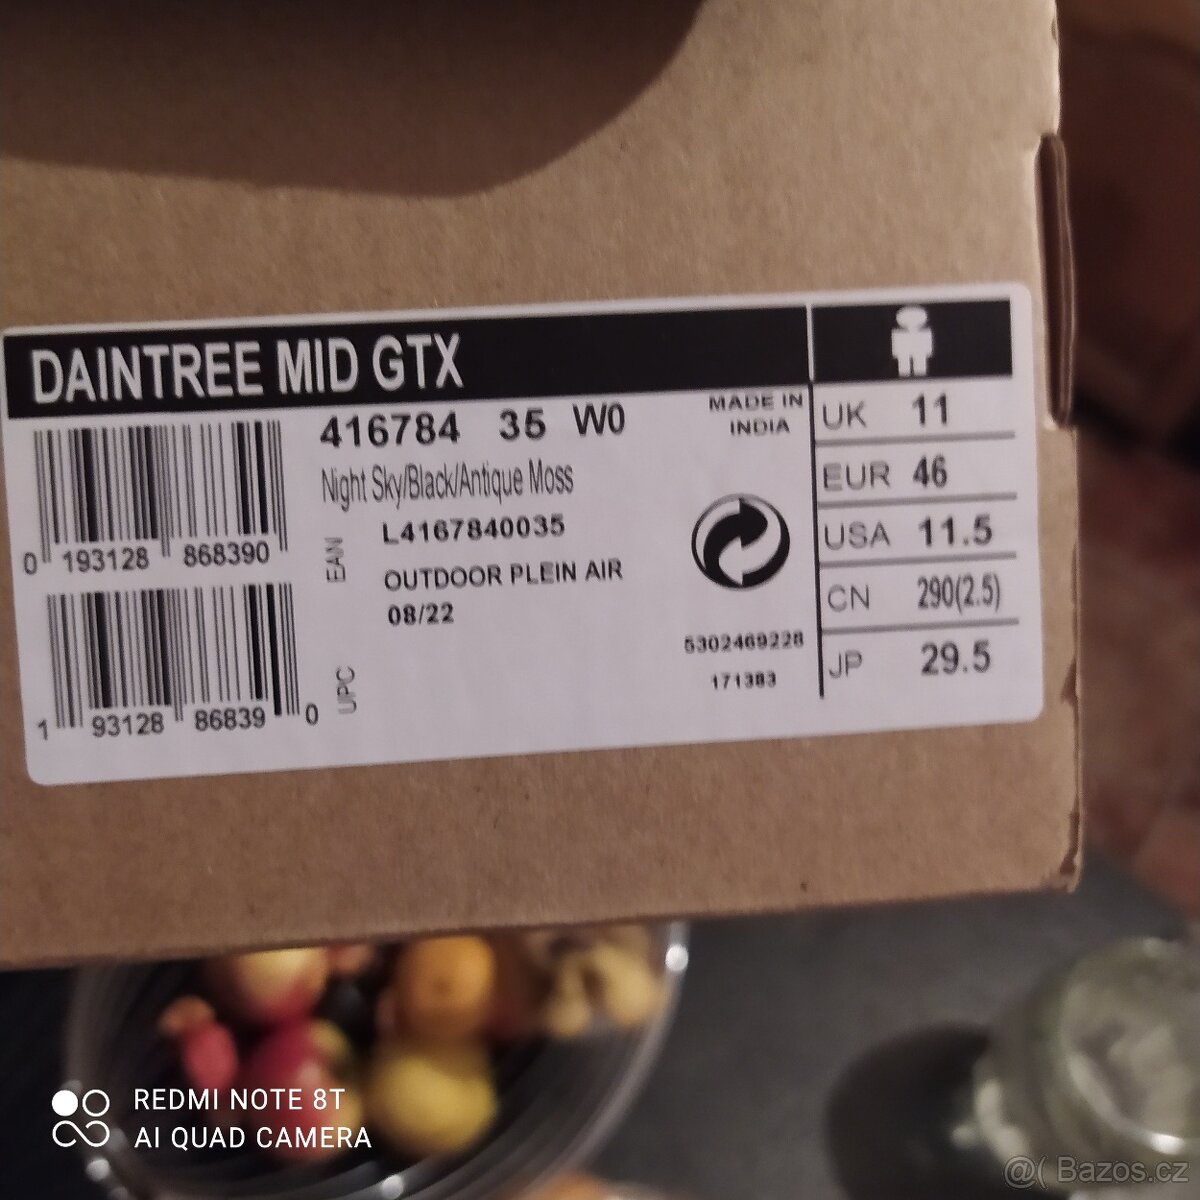 DAINTREE MID GTX
416784 35 W0
MADE IN
INDIA
Night Sky/Black/Antique Moss
L4167840035
OUTDOOR PLEIN AIR
08/22
0 193128 868390
EAN
1 93128 86839 0
UPC
5302469228
171383
UK 11
EUR 46
USA 11.5
CN 290(2.5)
JP 29.5
REDMI NOTE 8T
AI QUAD CAMERA
@( Bazos.cz